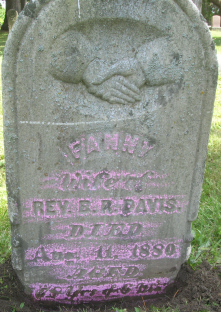 FANNY
Wife of
REV. B. R. DAVIS.
DIED
Aug. 11. 1880
AGED